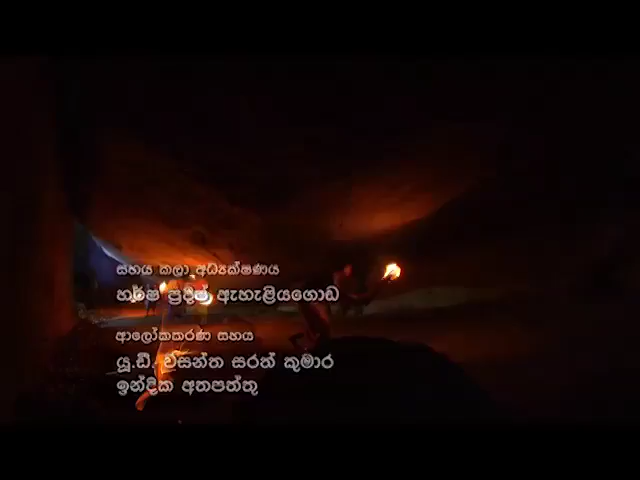 සහය කලා අධ්‍යක්ෂණය
හර්ෂ ප්‍රදීප් ඇහැළියගොඩ
ආලෝකකරණ සහය
යූ.ඩී. වසන්ත සරත් කුමාර
ඉන්දික අතපත්තු